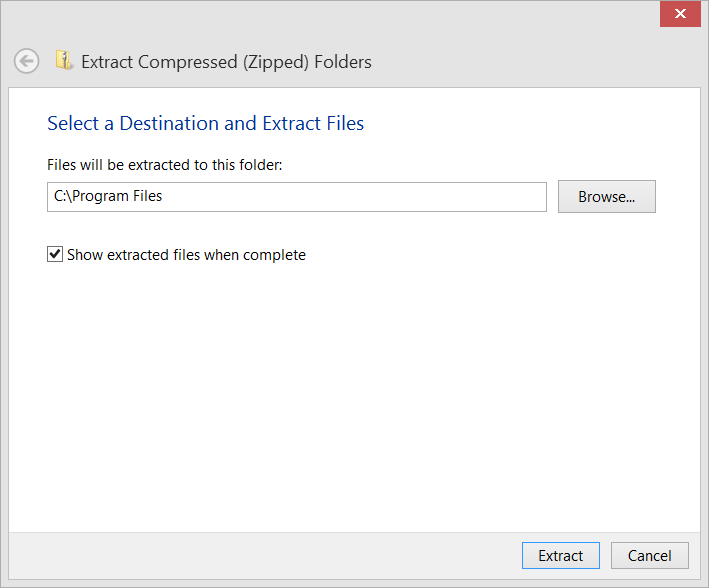 Extract Compressed (Zipped) Folders
Select a Destination and Extract Files
Files will be extracted to this folder:
C:\Program Files
Browse...
Show extracted files when complete
Extract
Cancel